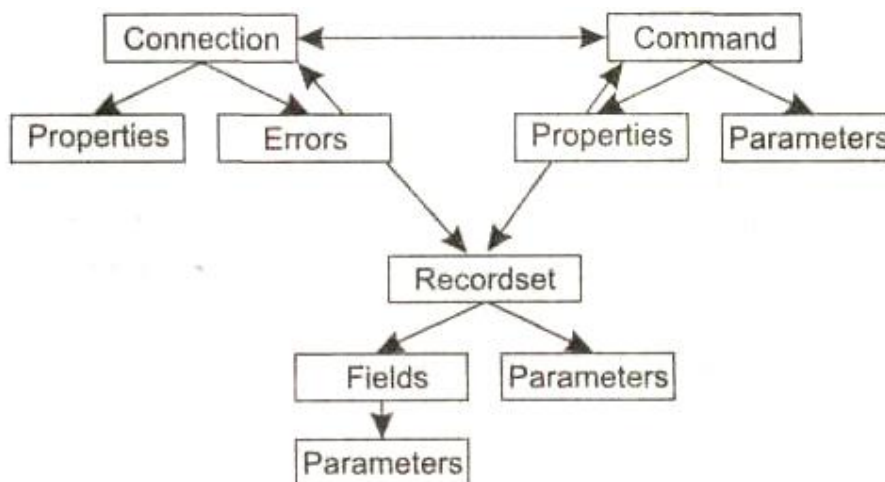 Connection
Command
Properties
Errors
Properties
Parameters
Recordset
Fields
Parameters
Parameters